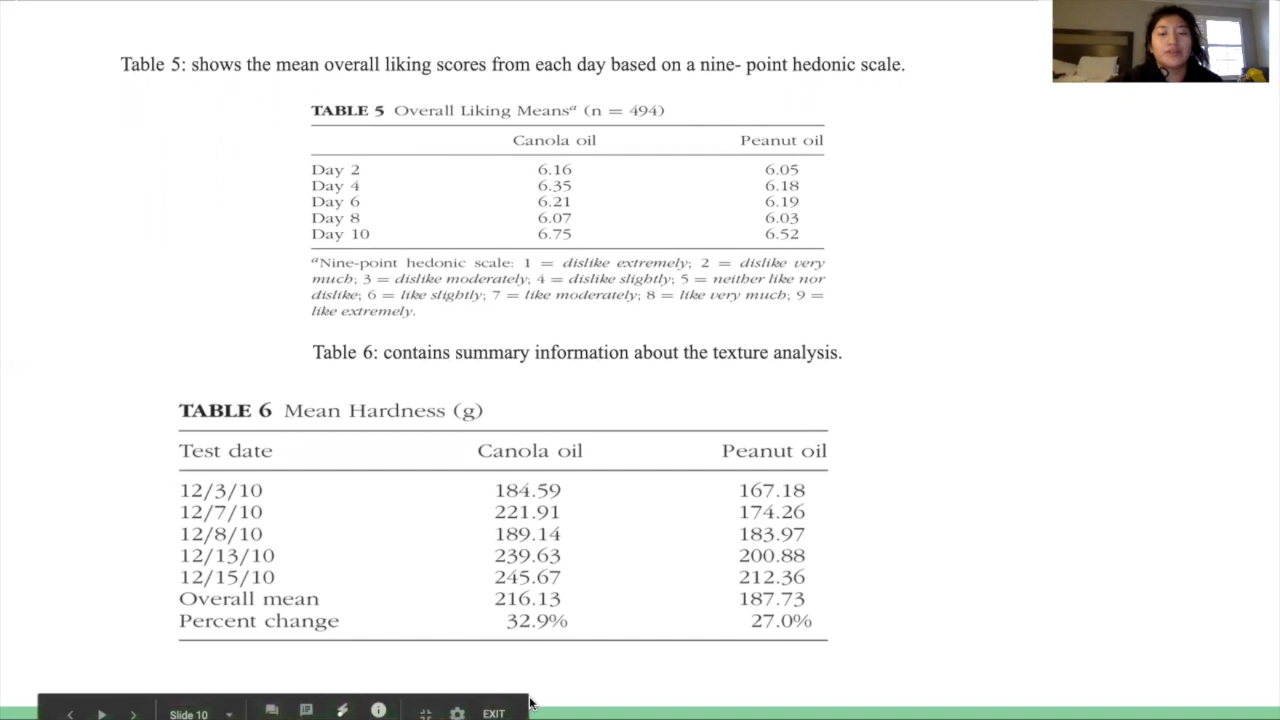 Table 5: shows the mean overall liking scores from each day based on a nine- point hedonic scale.
TABLE 5 Overall Liking Meansᵃ (n = 494)
Canola oil Peanut oil
Day 2 6.16 6.05
Day 4 6.35 6.18
Day 6 6.21 6.19
Day 8 6.07 6.03
Day 10 6.75 6.52
ᵃNine-point hedonic scale: 1 = dislike extremely; 2 = dislike very
much; 3 = dislike moderately; 4 = dislike slightly; 5 = neither like nor
dislike; 6 = like slightly; 7 = like moderately; 8 = like very much; 9 =
like extremely.
Table 6: contains summary information about the texture analysis.
TABLE 6 Mean Hardness (g)
Test date Canola oil Peanut oil
12/3/10 184.59 167.18
12/7/10 221.91 174.26
12/8/10 189.14 183.97
12/13/10 239.63 200.88
12/15/10 245.67 212.36
Overall mean 216.13 187.73
Percent change 32.9% 27.0%
Slide 10 EXIT